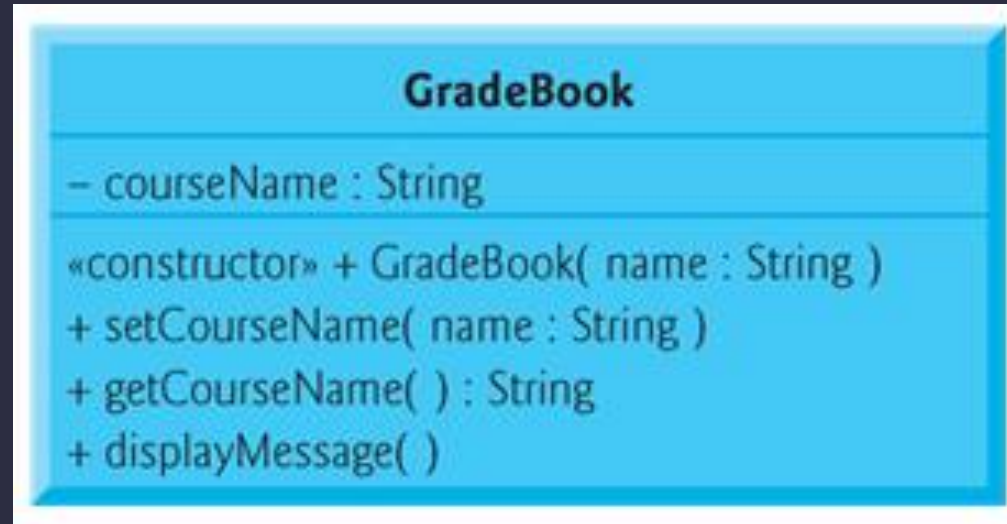 GradeBook
– courseName : String
«constructor» + GradeBook( name : String )
+ setCourseName( name : String )
+ getCourseName( ) : String
+ displayMessage( )